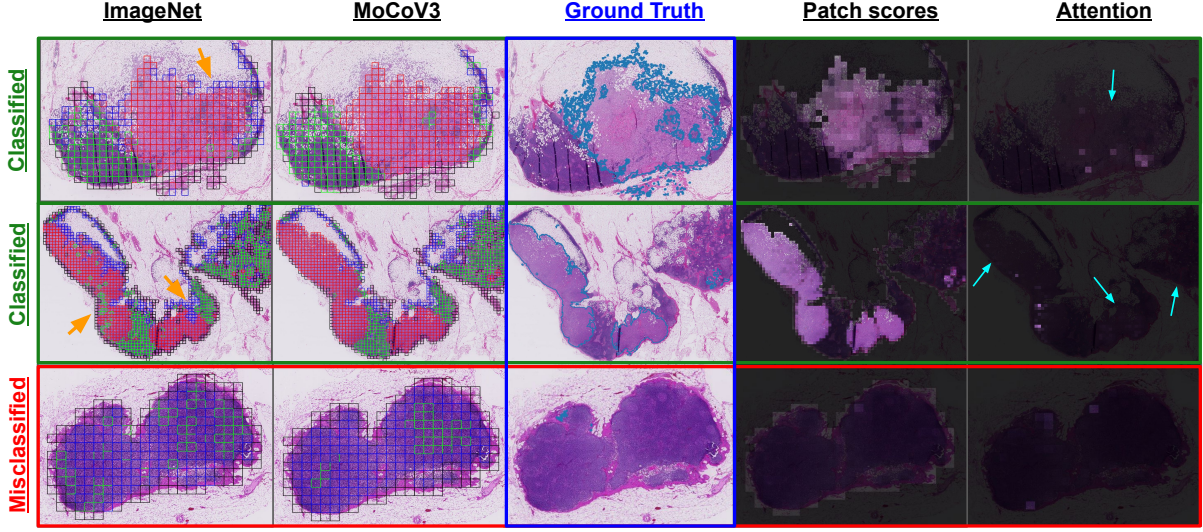 ImageNet MoCoV3 Ground Truth Patch scores Attention
Classified
Classified
Misclassified